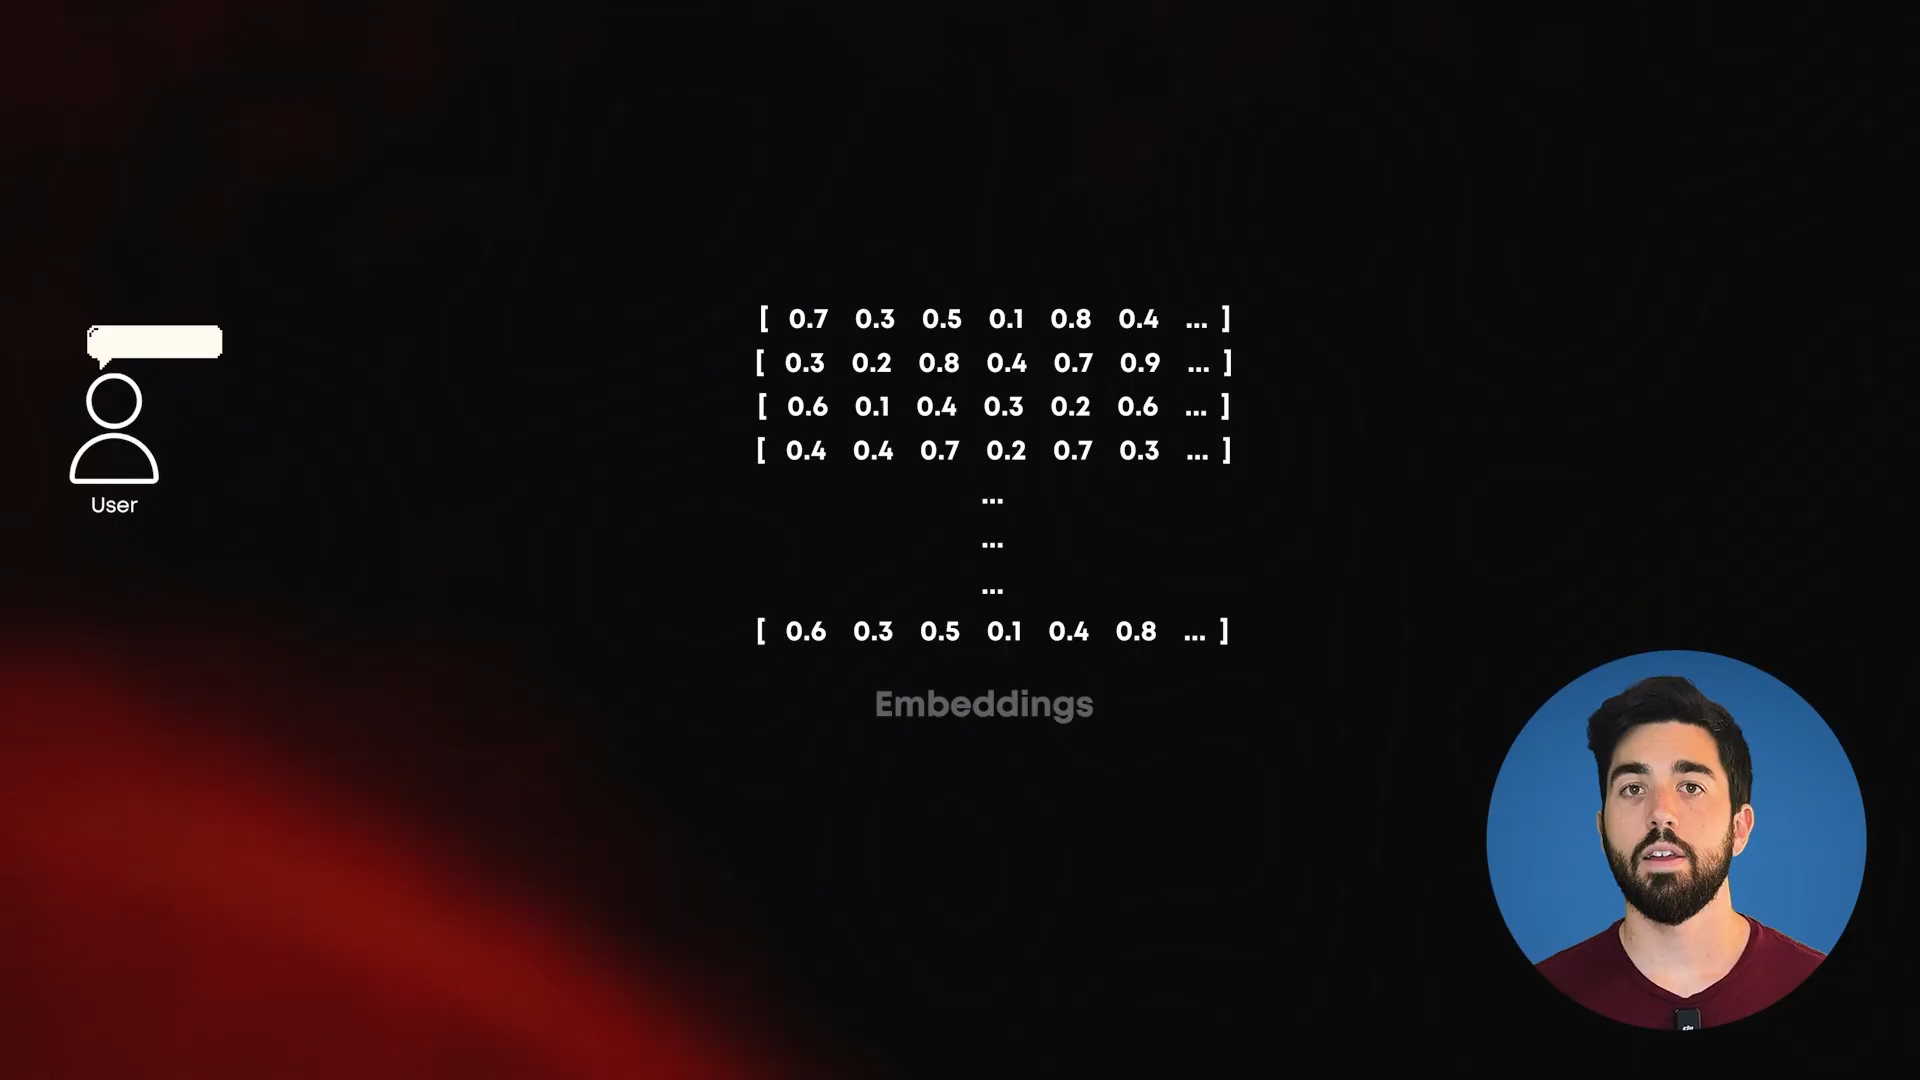 [ 0.7 0.3 0.5 0.1 0.8 0.4 ... ]
[ 0.3 0.2 0.8 0.4 0.7 0.9 ... ]
[ 0.6 0.1 0.4 0.3 0.2 0.6 ... ]
[ 0.4 0.4 0.7 0.2 0.7 0.3 ... ]
...
...
...
[ 0.6 0.3 0.5 0.1 0.4 0.8 ... ]
User
Embeddings